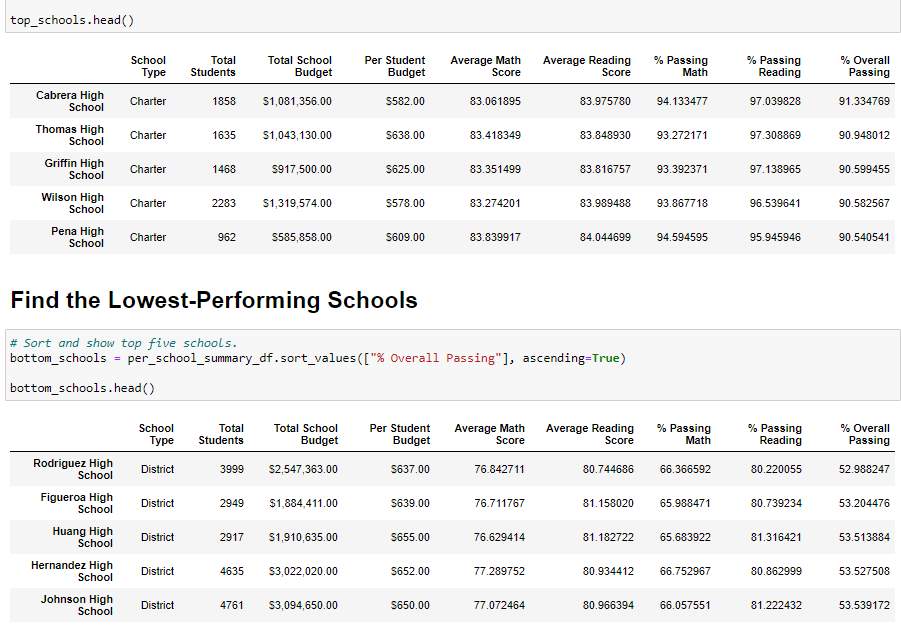 top_schools.head()
School Type Total Students Total School Budget Per Student Budget Average Math Score Average Reading Score % Passing Math % Passing Reading % Overall Passing
Cabrera High School Charter 1858 $1,081,356.00 $582.00 83.061895 83.975780 94.133477 97.039828 91.334769
Thomas High School Charter 1635 $1,043,130.00 $638.00 83.418349 83.848930 93.272171 97.308869 90.948012
Griffin High School Charter 1468 $917,500.00 $625.00 83.351499 83.816757 93.392371 97.138965 90.599455
Wilson High School Charter 2283 $1,319,574.00 $578.00 83.274201 83.989488 93.867718 96.539641 90.582567
Pena High School Charter 962 $585,858.00 $609.00 83.839917 84.044699 94.594595 95.945946 90.540541
Find the Lowest-Performing Schools
# Sort and show top five schools.
bottom_schools = per_school_summary_df.sort_values(["% Overall Passing"], ascending=True)
bottom_schools.head()
School Type Total Students Total School Budget Per Student Budget Average Math Score Average Reading Score % Passing Math % Passing Reading % Overall Passing
Rodriguez High School District 3999 $2,547,363.00 $637.00 76.842711 80.744686 66.366592 80.220055 52.988247
Figueroa High School District 2949 $1,884,411.00 $639.00 76.711767 81.158020 65.988471 80.739234 53.204476
Huang High School District 2917 $1,910,635.00 $655.00 76.629414 81.182722 65.683922 81.316421 53.513884
Hernandez High School District 4635 $3,022,020.00 $652.00 77.289752 80.934412 66.752967 80.862999 53.527508
Johnson High School District 4761 $3,094,650.00 $650.00 77.072464 80.966394 66.057551 81.222432 53.539172